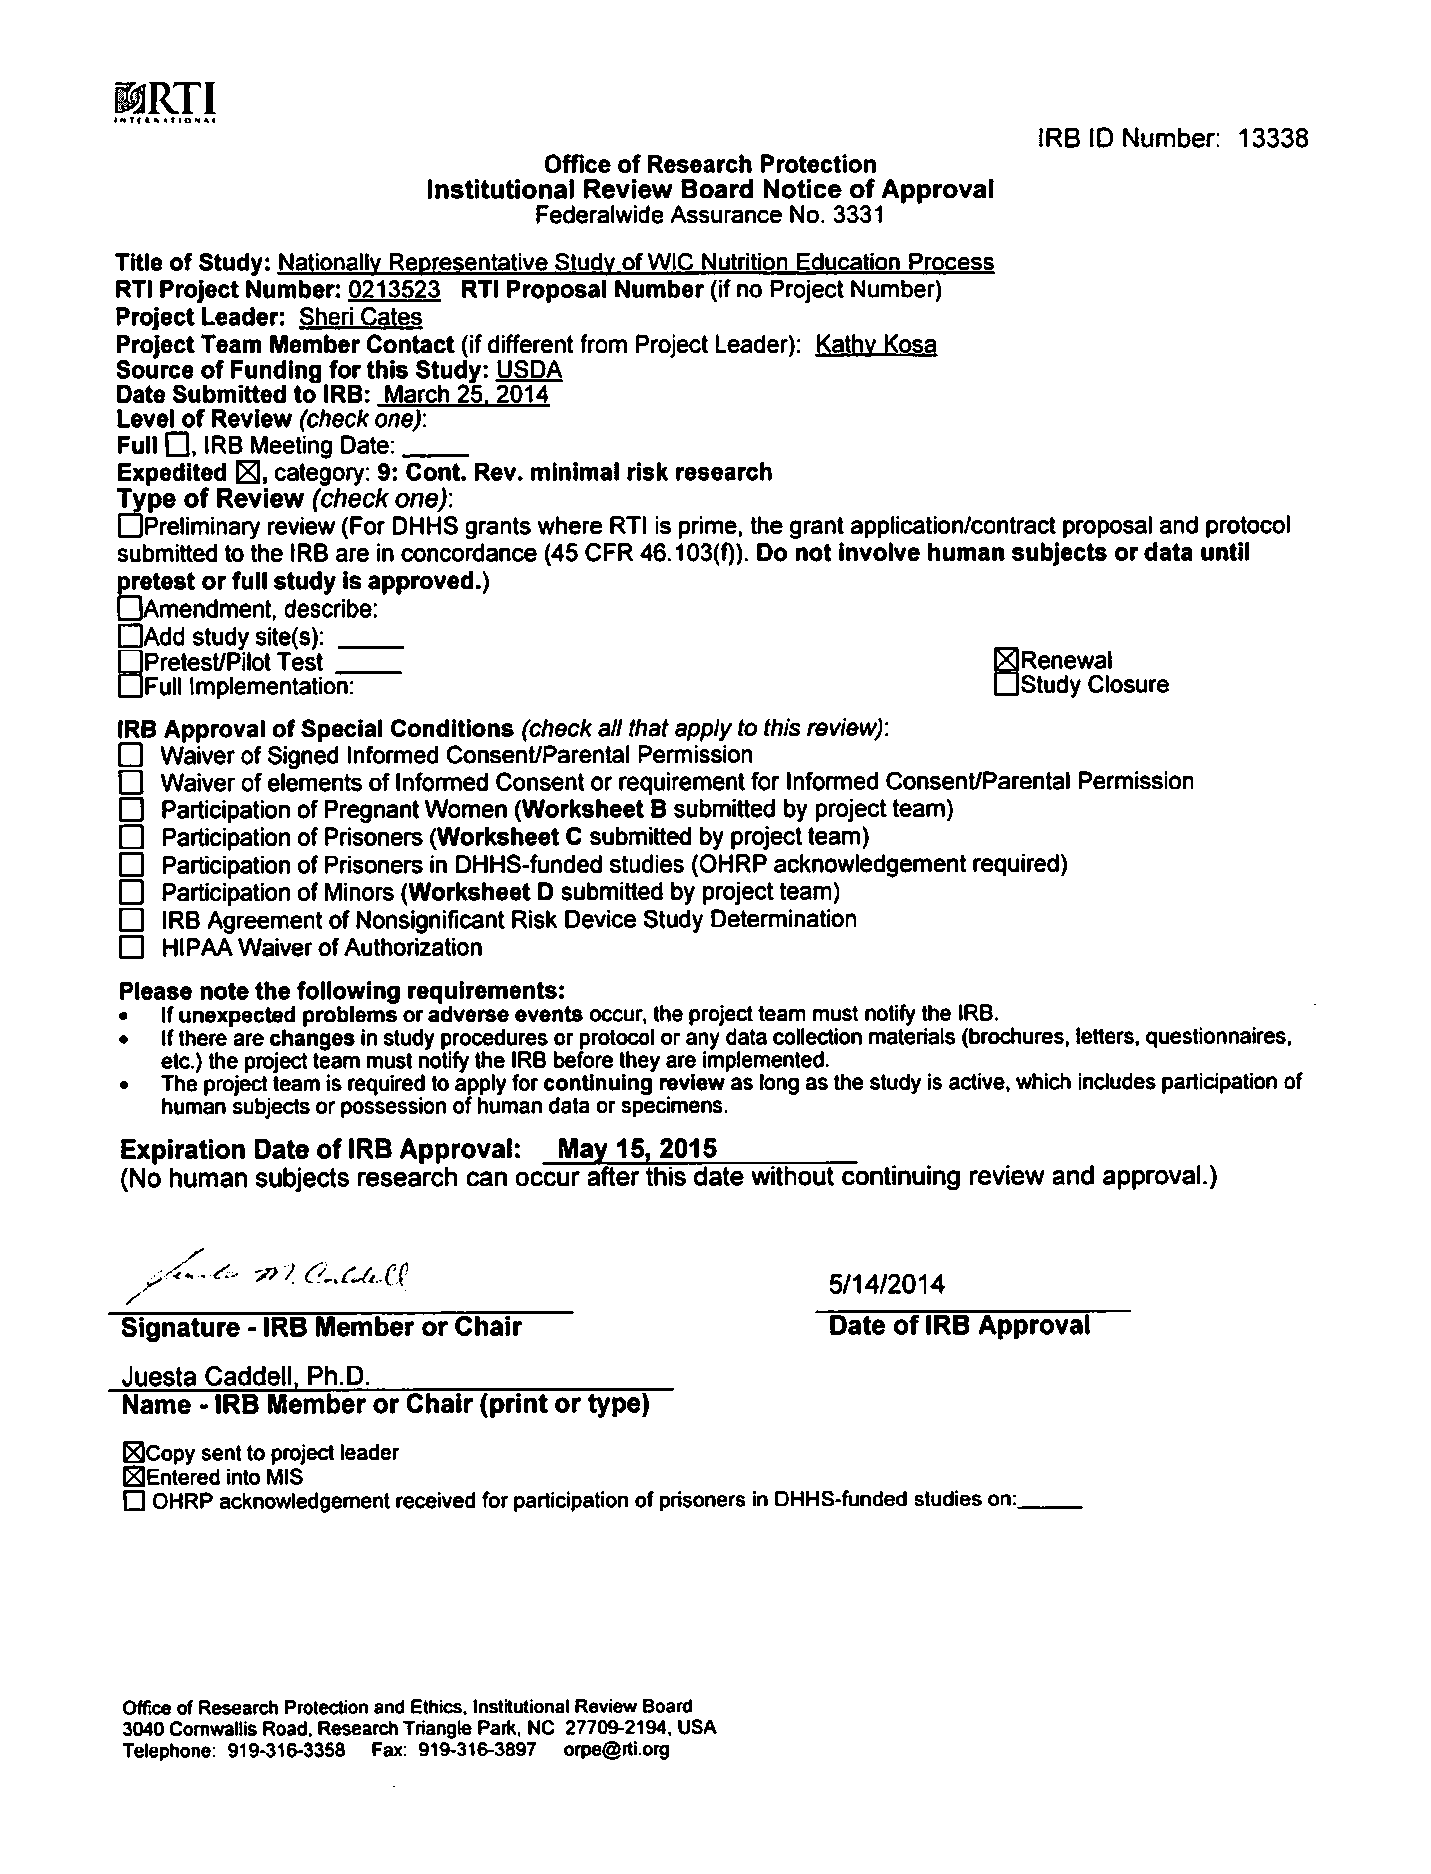 RTI
INTERNATIONAL
IRB ID Number: 13338
Office of Research Protection
Institutional Review Board Notice of Approval
Federalwide Assurance No. 3331
Title of Study: Nationally Representative Study of WIC Nutrition Education Process
RTI Project Number: 0213523 RTI Proposal Number (if no Project Number)
Project Leader: Sheri Cates
Project Team Member Contact (if different from Project Leader): Kathy Kosa
Source of Funding for this Study: USDA
Date Submitted to IRB: March 25, 2014
Level of Review (check one):
Full ☐, IRB Meeting Date: _____
Expedited ☒, category: 9: Cont. Rev. minimal risk research
Type of Review (check one):
☐Preliminary review (For DHHS grants where RTI is prime, the grant application/contract proposal and protocol
submitted to the IRB are in concordance (45 CFR 46.103(f)). Do not involve human subjects or data until
pretest or full study is approved.)
☐Amendment, describe:
☐Add study site(s): _____
☐Pretest/Pilot Test _____ ☒Renewal
☐Full Implementation: ☐Study Closure
IRB Approval of Special Conditions (check all that apply to this review):
☐ Waiver of Signed Informed Consent/Parental Permission
☐ Waiver of elements of Informed Consent or requirement for Informed Consent/Parental Permission
☐ Participation of Pregnant Women (Worksheet B submitted by project team)
☐ Participation of Prisoners (Worksheet C submitted by project team)
☐ Participation of Prisoners in DHHS-funded studies (OHRP acknowledgement required)
☐ Participation of Minors (Worksheet D submitted by project team)
☐ IRB Agreement of Nonsignificant Risk Device Study Determination
☐ HIPAA Waiver of Authorization
Please note the following requirements:
• If unexpected problems or adverse events occur, the project team must notify the IRB.
• If there are changes in study procedures or protocol or any data collection materials (brochures, letters, questionnaires,
etc.) the project team must notify the IRB before they are implemented.
• The project team is required to apply for continuing review as long as the study is active, which includes participation of
human subjects or possession of human data or specimens.
Expiration Date of IRB Approval: May 15, 2015
(No human subjects research can occur after this date without continuing review and approval.)
M. Caddell
5/14/2014
Signature - IRB Member or Chair Date of IRB Approval
Juesta Caddell, Ph.D.
Name - IRB Member or Chair (print or type)
☒Copy sent to project leader
☒Entered into MIS
☐ OHRP acknowledgement received for participation of prisoners in DHHS-funded studies on:_____
Office of Research Protection and Ethics, Institutional Review Board
3040 Cornwallis Road, Research Triangle Park, NC 27709-2194, USA
Telephone: 919-316-3358 Fax: 919-316-3897 orpe@rti.org